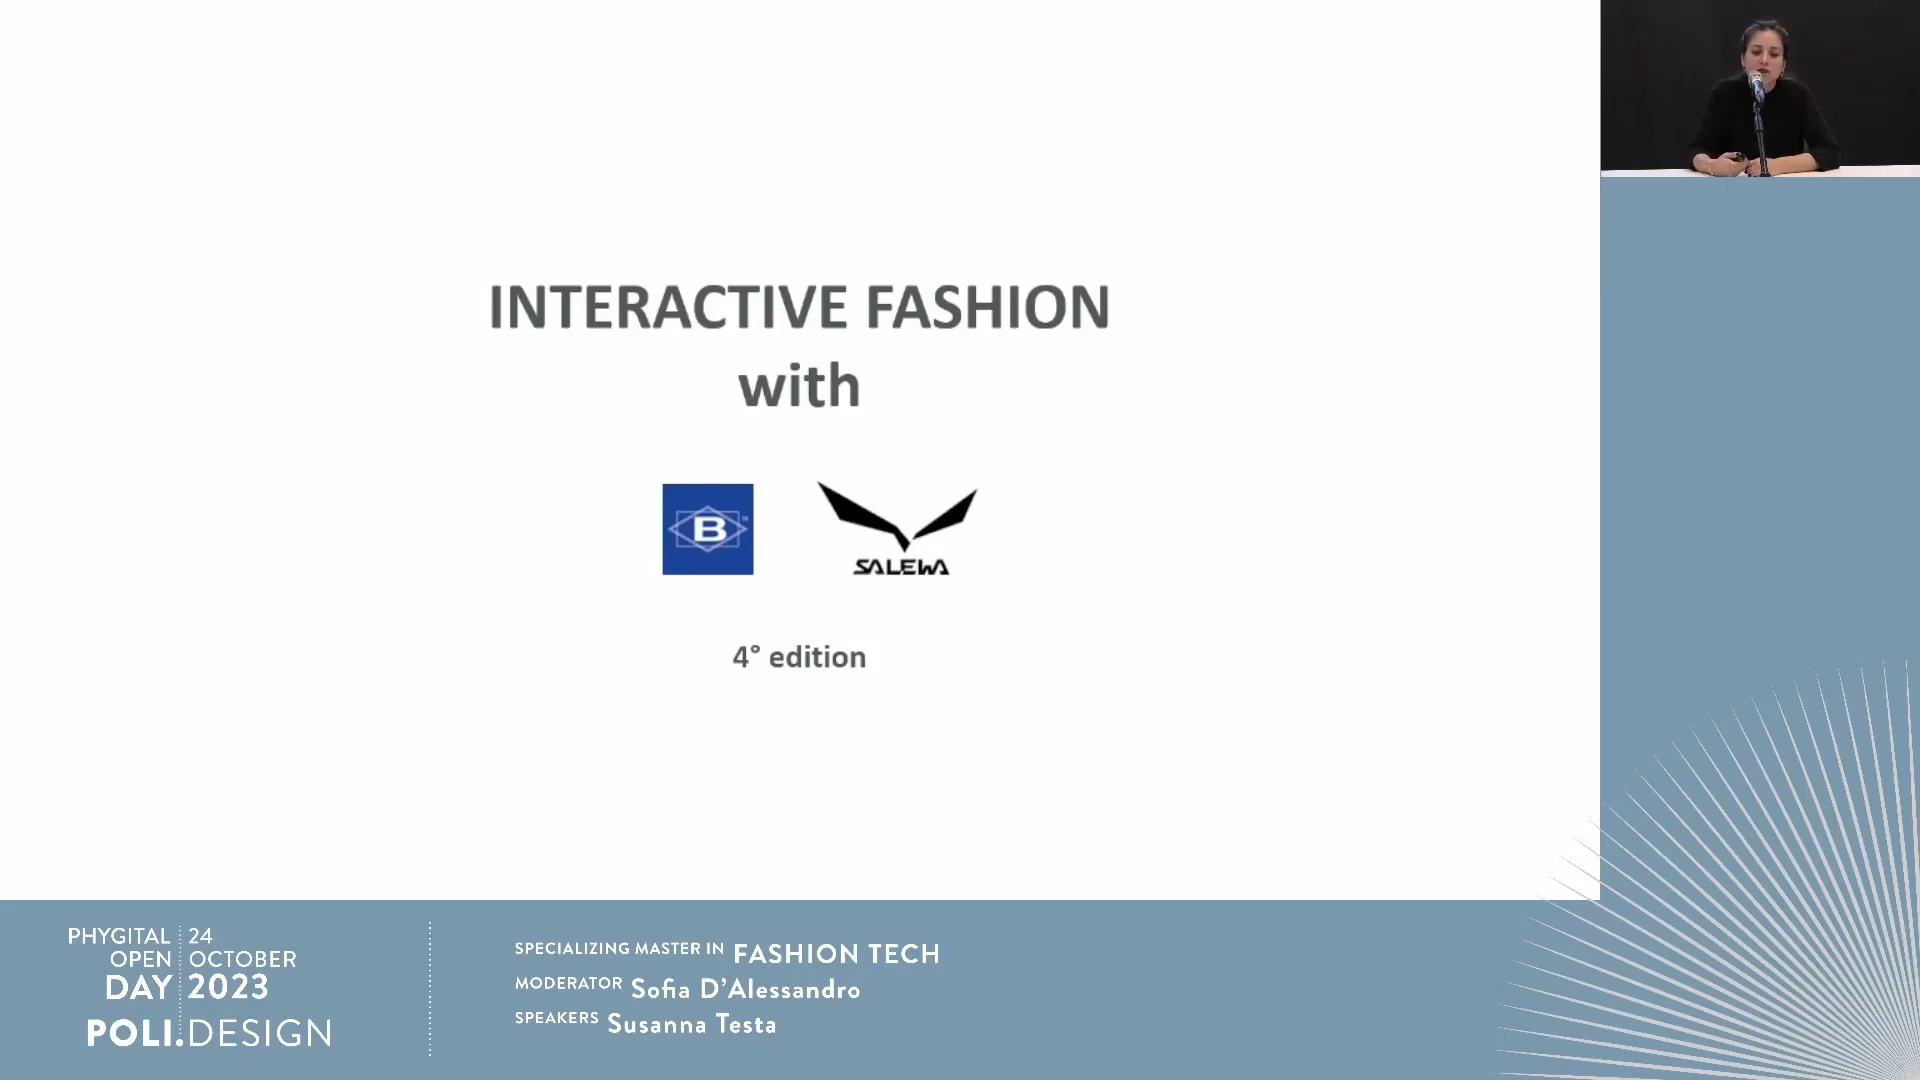 INTERACTIVE FASHION
with
B
SALEWA
4° edition
PHYGITAL
OPEN
DAY
24
OCTOBER
2023
POLI.DESIGN
SPECIALIZING MASTER IN FASHION TECH
MODERATOR Sofia D'Alessandro
SPEAKERS Susanna Testa